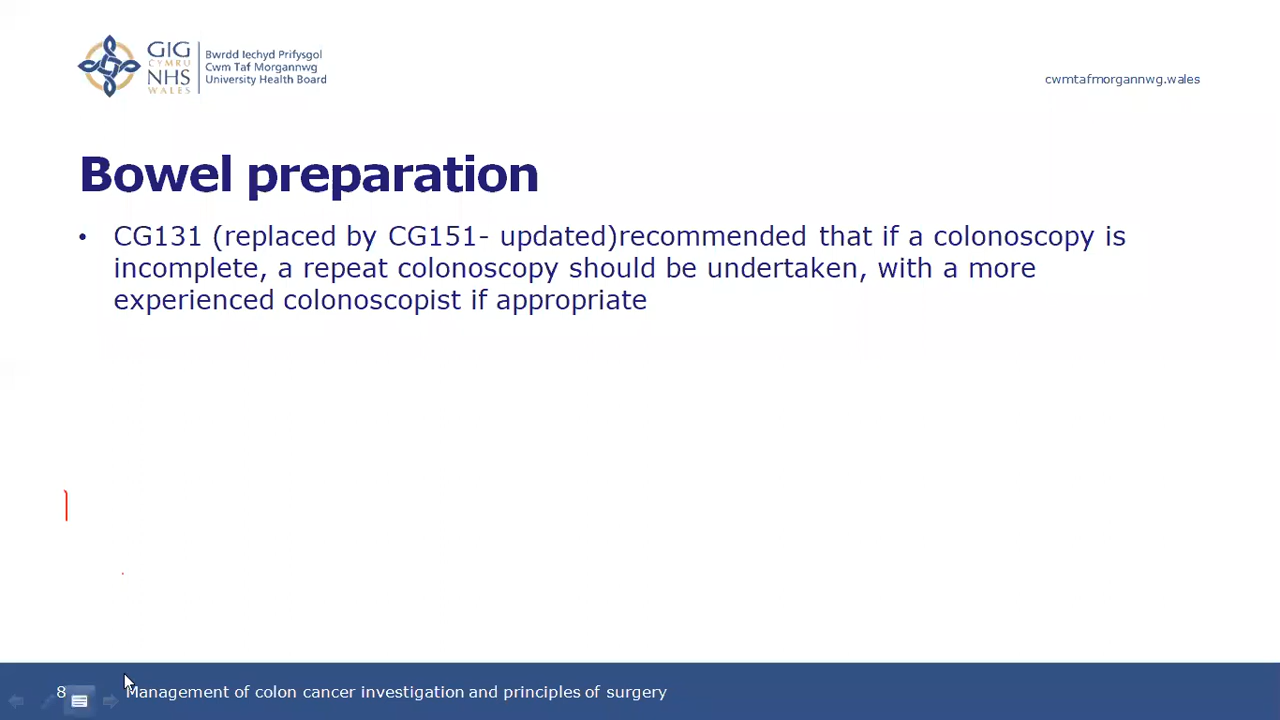 GIG
CYMRU
NHS
WALES
Bwrdd Iechyd Prifysgol
Cwm Taf Morgannwg
University Health Board
cwmtafmorgannwg.wales
Bowel preparation
• CG131 (replaced by CG151- updated)recommended that if a colonoscopy is
incomplete, a repeat colonoscopy should be undertaken, with a more
experienced colonoscopist if appropriate
8
Management of colon cancer investigation and principles of surgery